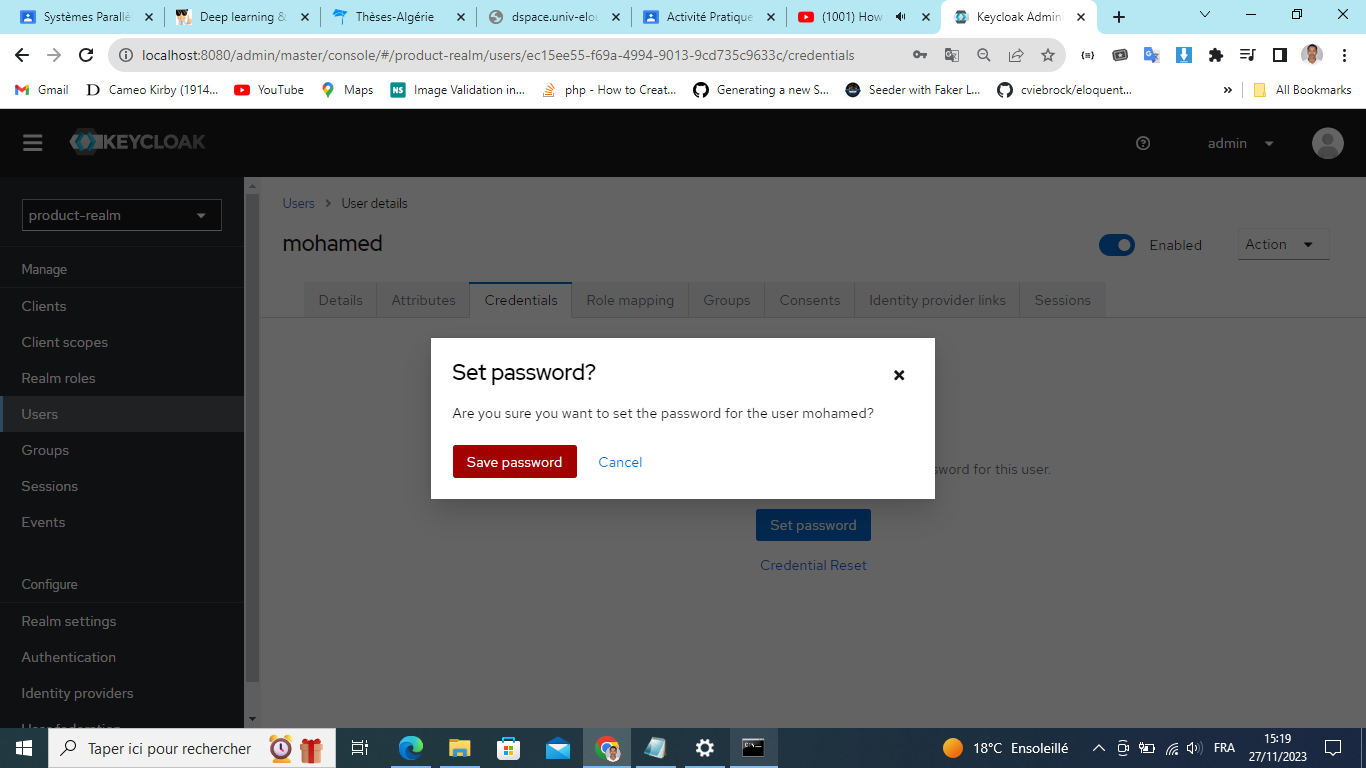 Systèmes Parallè
Deep learning &
Thèses-Algérie
dspace.univ-elou
Activité Pratique
(1001) How
Keycloak Admin
localhost:8080/admin/master/console/#/product-realm/users/ec15ee55-f69a-4994-9013-9cd735c9633c/credentials
Gmail
Cameo Kirby (1914...
YouTube
Maps
Image Validation in...
php - How to Creat...
Generating a new S...
Seeder with Faker L...
cviebrock/eloquent...
»
All Bookmarks
KEYCLOAK
admin
product-realm
Manage
Clients
Client scopes
Realm roles
Users
Groups
Sessions
Events
Configure
Realm settings
Authentication
Identity providers
User federation
Users > User details
mohamed
Enabled
Action
Details
Attributes
Credentials
Role mapping
Groups
Consents
Identity provider links
Sessions
Set password?
Are you sure you want to set the password for the user mohamed?
Save password
Cancel
sword for this user.
Set password
Credential Reset
Taper ici pour rechercher
18°C Ensoleillé
FRA
15:19
27/11/2023